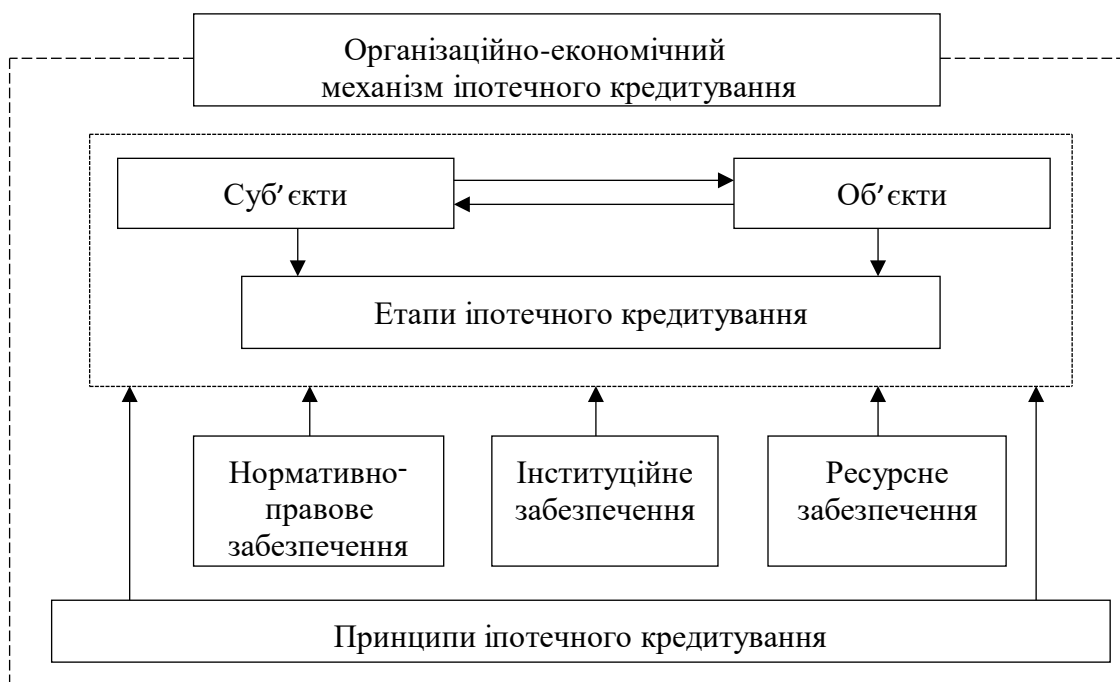 Організаційно-економічний
механізм іпотечного кредитування
Суб’єкти
Об’єкти
Етапи іпотечного кредитування
Нормативно-
правове
забезпечення
Інституційне
забезпечення
Ресурсне
забезпечення
Принципи іпотечного кредитування